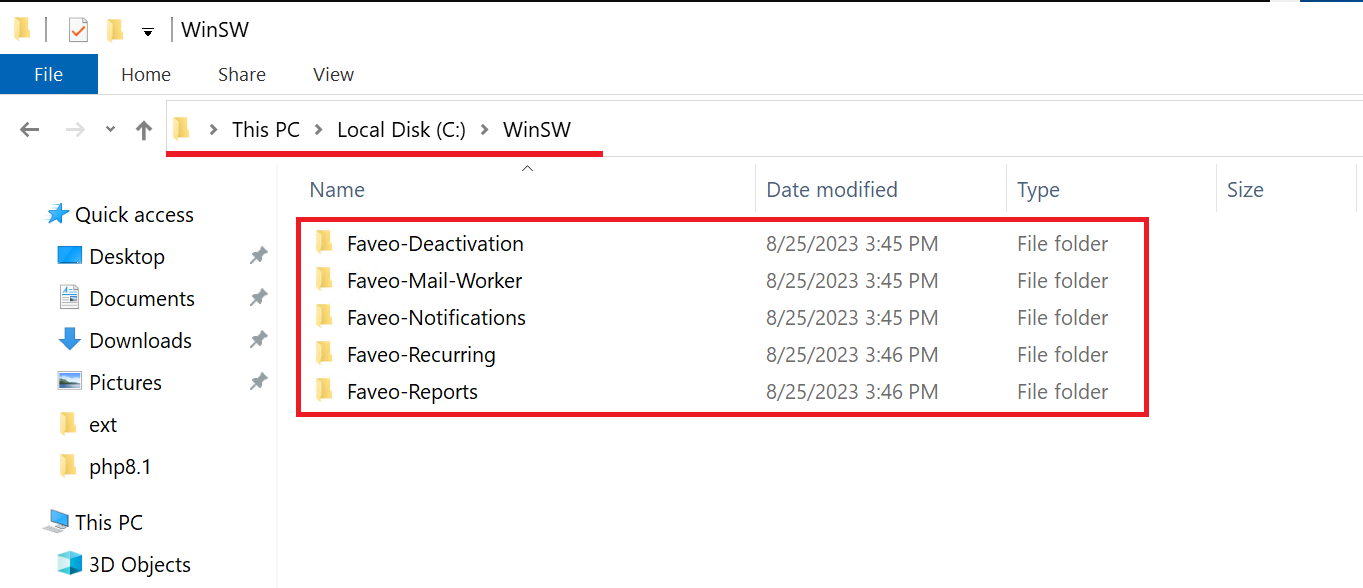 WinSW
File Home Share View
This PC Local Disk (C:) WinSW
Name Date modified Type Size
Quick access
Desktop
Documents
Downloads
Pictures
ext
php8.1
This PC
3D Objects
Faveo-Deactivation 8/25/2023 3:45 PM File folder
Faveo-Mail-Worker 8/25/2023 3:45 PM File folder
Faveo-Notifications 8/25/2023 3:45 PM File folder
Faveo-Recurring 8/25/2023 3:46 PM File folder
Faveo-Reports 8/25/2023 3:46 PM File folder